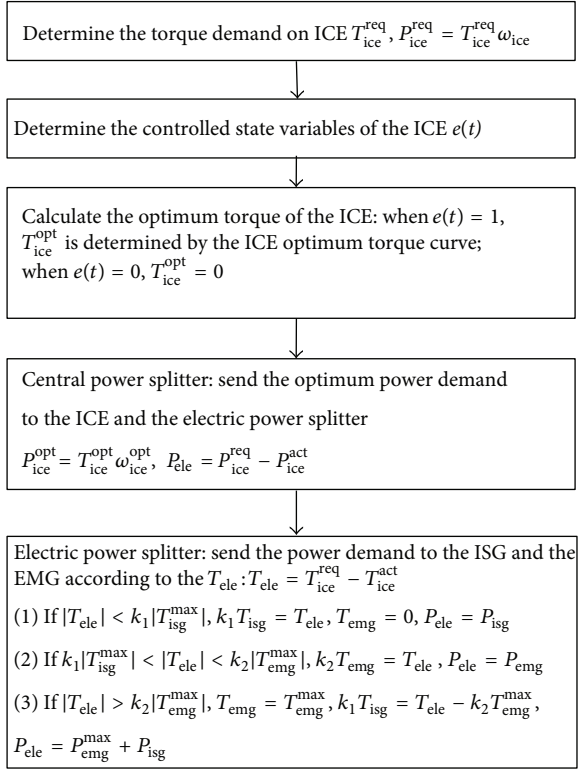 Determine the torque demand on ICE T_ice^req, P_ice^req = T_ice^req ω_ice
Determine the controlled state variables of the ICE e(t)
Calculate the optimum torque of the ICE: when e(t) = 1,
T_ice^opt is determined by the ICE optimum torque curve;
when e(t) = 0, T_ice^opt = 0
Central power splitter: send the optimum power demand
to the ICE and the electric power splitter
P_ice^opt = T_ice^opt ω_ice^opt, P_ele = P_ice^req − P_ice^act
Electric power splitter: send the power demand to the ISG and the
EMG according to the T_ele : T_ele = T_ice^req − T_ice^act
(1) If |T_ele| < k_1|T_isg^max|, k_1T_isg = T_ele, T_emg = 0, P_ele = P_isg
(2) If k_1|T_isg^max| < |T_ele| < k_2|T_emg^max|, k_2T_emg = T_ele , P_ele = P_emg
(3) If |T_ele| > k_2|T_emg^max|, T_emg = T_emg^max, k_1T_isg = T_ele − k_2T_emg^max,
P_ele = P_emg^max + P_isg